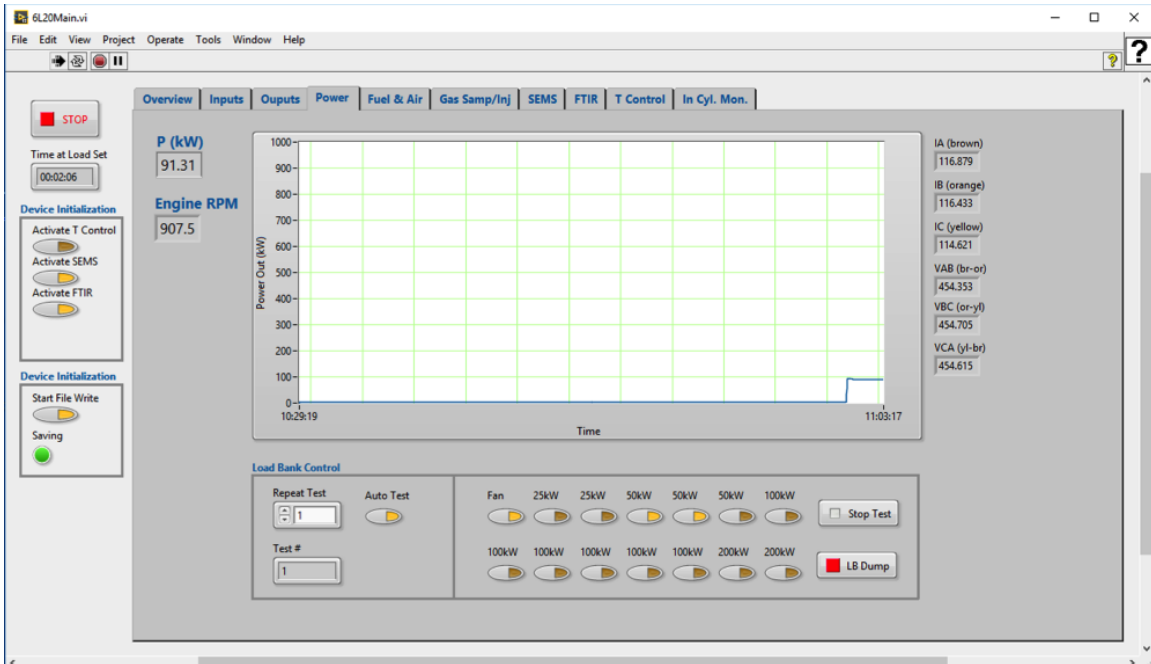 6L20Main.vi
File Edit View Project Operate Tools Window Help
?
?
STOP
Time at Load Set
00:02:06
Device Initialization
Activate T Control
Activate SEMS
Activate FTIR
Device Initialization
Start File Write
Saving
Overview Inputs Ouputs Power Fuel & Air Gas Samp/Inj SEMS FTIR T Control In Cyl. Mon.
P (kW)
91.31
Engine RPM
907.5
Power Out (kW)
1000
900
800
700
600
500
400
300
200
100
0
10:29:19 11:03:17
Time
IA (brown)
116.879
IB (orange)
116.433
IC (yellow)
114.621
VAB (br-or)
454.353
VBC (or-yl)
454.705
VCA (yl-br)
454.615
Load Bank Control
Repeat Test Auto Test
1
Test #
1
Fan 25kW 25kW 50kW 50kW 50kW 100kW
Stop Test
100kW 100kW 100kW 100kW 100kW 200kW 200kW
LB Dump